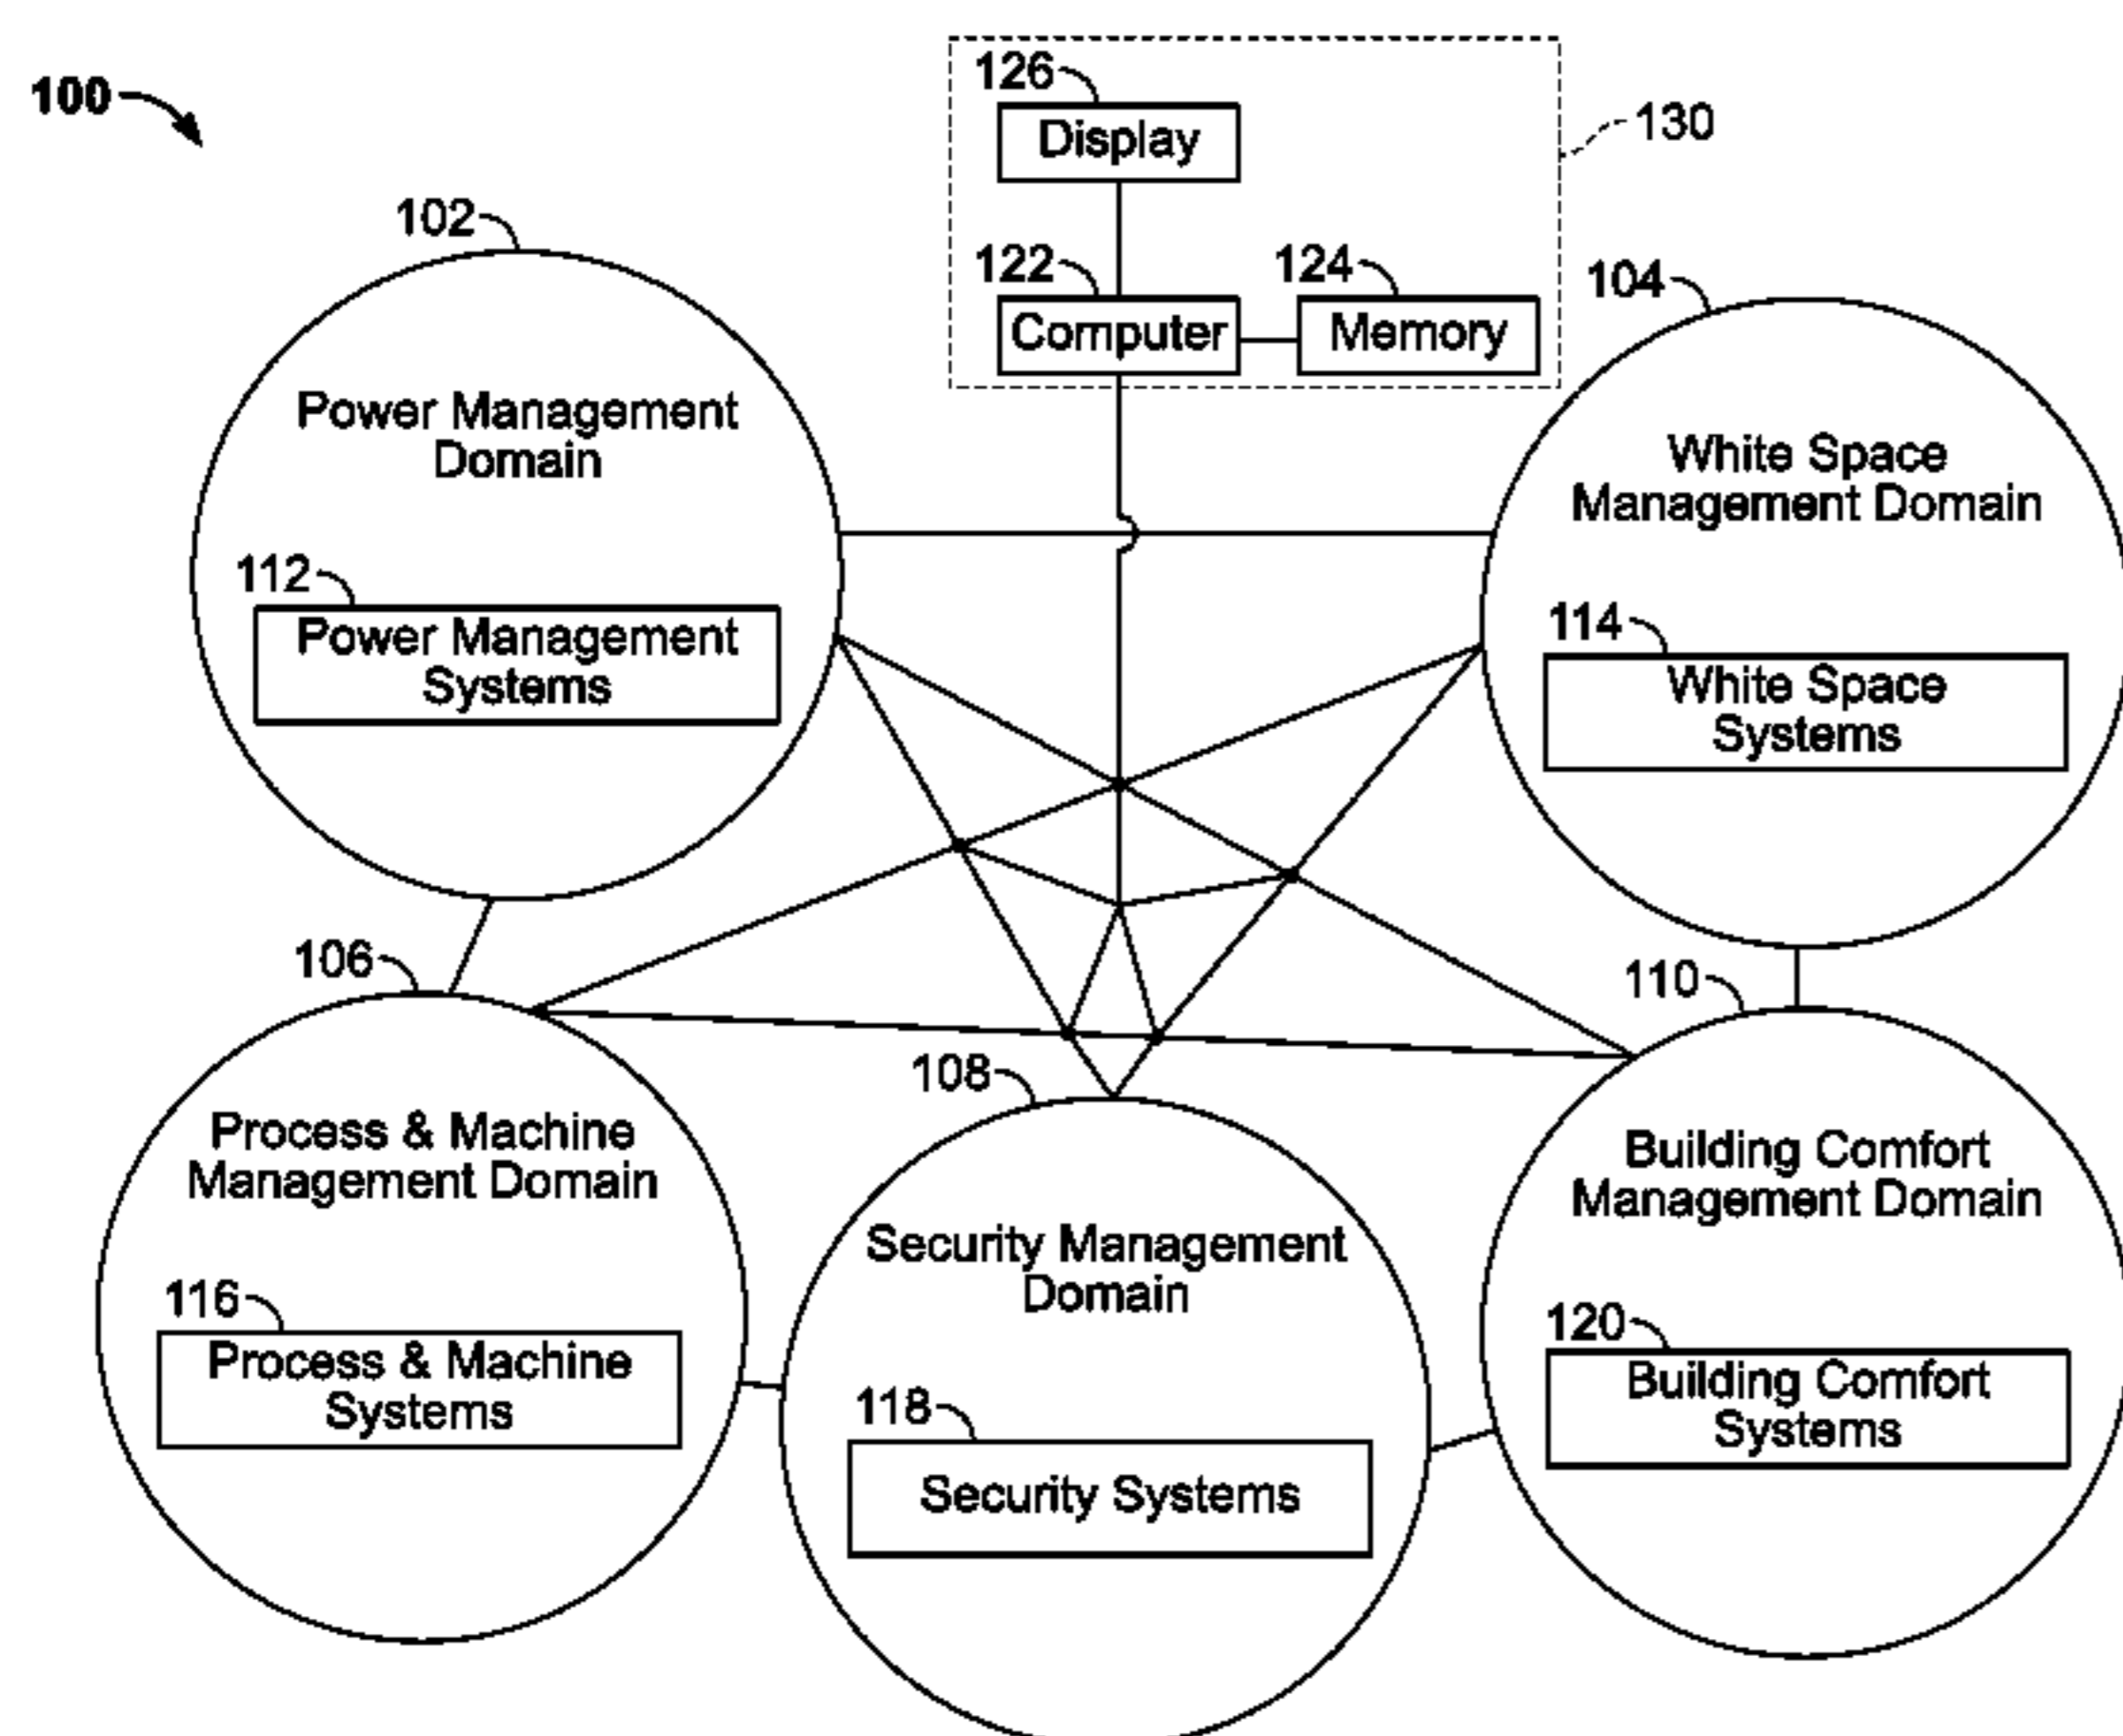 100
126
Display
130
102
122
124
104
Computer
Memory
Power Management
Domain
White Space
Management Domain
112
Power Management
Systems
114
White Space
Systems
106
110
108
Process & Machine
Management Domain
Building Comfort
Management Domain
Security Management
Domain
116
Process & Machine
Systems
120
Building Comfort
Systems
118
Security Systems